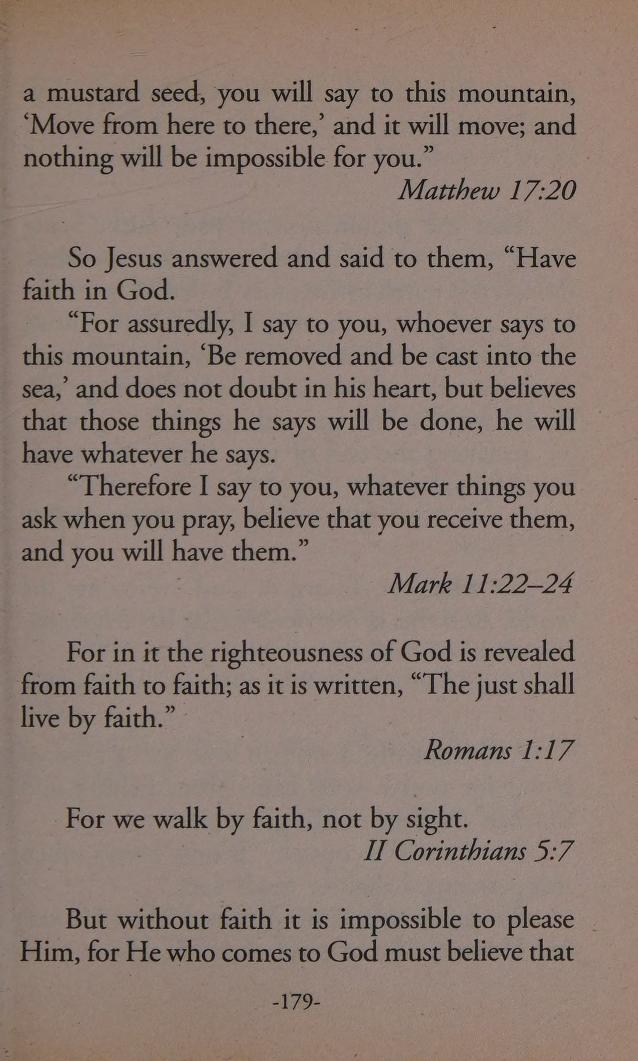 a mustard seed, you will say to this mountain,
‘Move from here to there,’ and it will move; and
nothing will be impossible for you.”
Matthew 17:20
So Jesus answered and said to them, “Have
faith in God.
“For assuredly, I say to you, whoever says to
this mountain, ‘Be removed and be cast into the
sea,’ and does not doubt in his heart, but believes
that those things he says will be done, he will
have whatever he says.
“Therefore I say to you, whatever things you
ask when you pray, believe that you receive them,
and you will have them.”
Mark 11:22–24
For in it the righteousness of God is revealed
from faith to faith; as it is written, “The just shall
live by faith.”
Romans 1:17
For we walk by faith, not by sight.
II Corinthians 5:7
But without faith it is impossible to please
Him, for He who comes to God must believe that
-179-